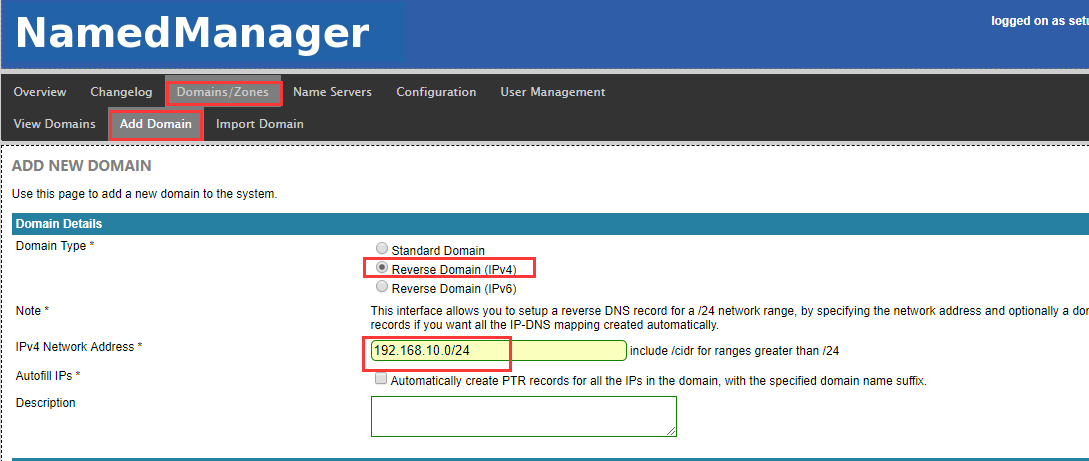 NamedManager
logged on as setu
Overview Changelog Domains/Zones Name Servers Configuration User Management
View Domains Add Domain Import Domain
ADD NEW DOMAIN
Use this page to add a new domain to the system.
Domain Details
Domain Type *
Standard Domain
Reverse Domain (IPv4)
Reverse Domain (IPv6)
Note * This interface allows you to setup a reverse DNS record for a /24 network range, by specifying the network address and optionally a dom
records if you want all the IP-DNS mapping created automatically.
IPv4 Network Address * 192.168.10.0/24 include /cidr for ranges greater than /24
Autofill IPs * Automatically create PTR records for all the IPs in the domain, with the specified domain name suffix.
Description